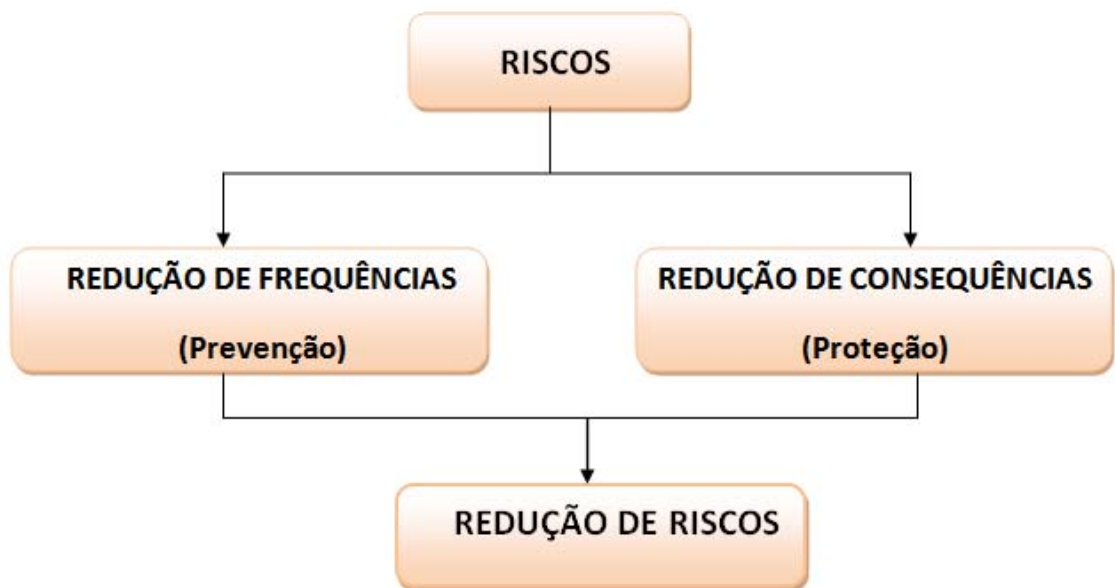 RISCOS
REDUÇÃO DE FREQUÊNCIAS
(Prevenção)
REDUÇÃO DE CONSEQUÊNCIAS
(Proteção)
REDUÇÃO DE RISCOS